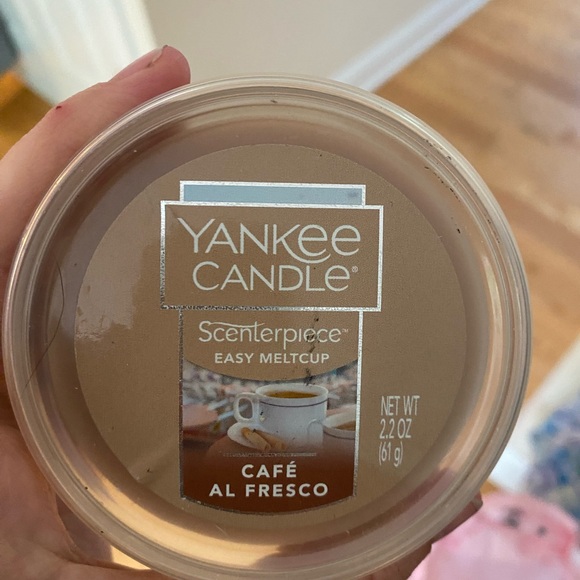 YANKEE
CANDLE®
Scenterpiece™
EASY MELTCUP
NET WT
2.2 OZ
(61 g)
CAFÉ
AL FRESCO